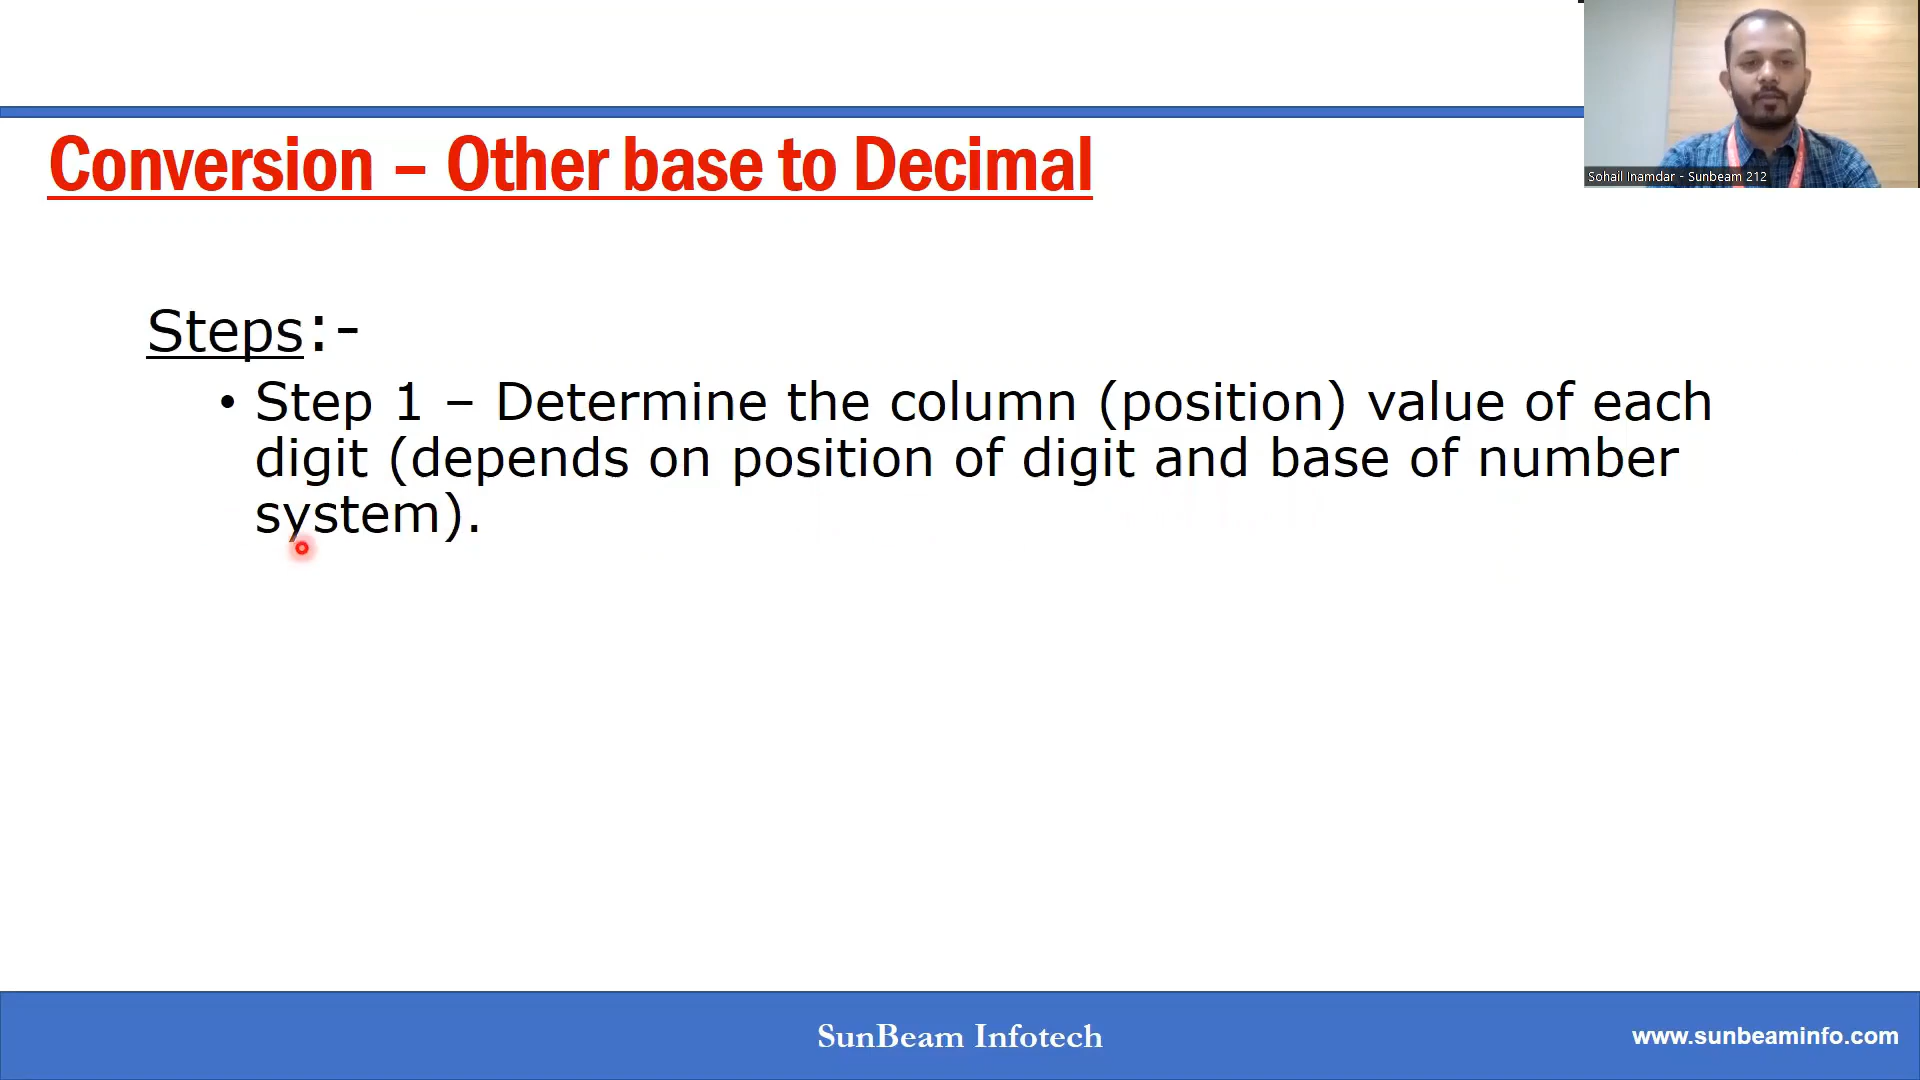 Conversion – Other base to Decimal
Sohail Inamdar - Sunbeam 212
Steps:-
• Step 1 – Determine the column (position) value of each
digit (depends on position of digit and base of number
system).
SunBeam Infotech
www.sunbeaminfo.com